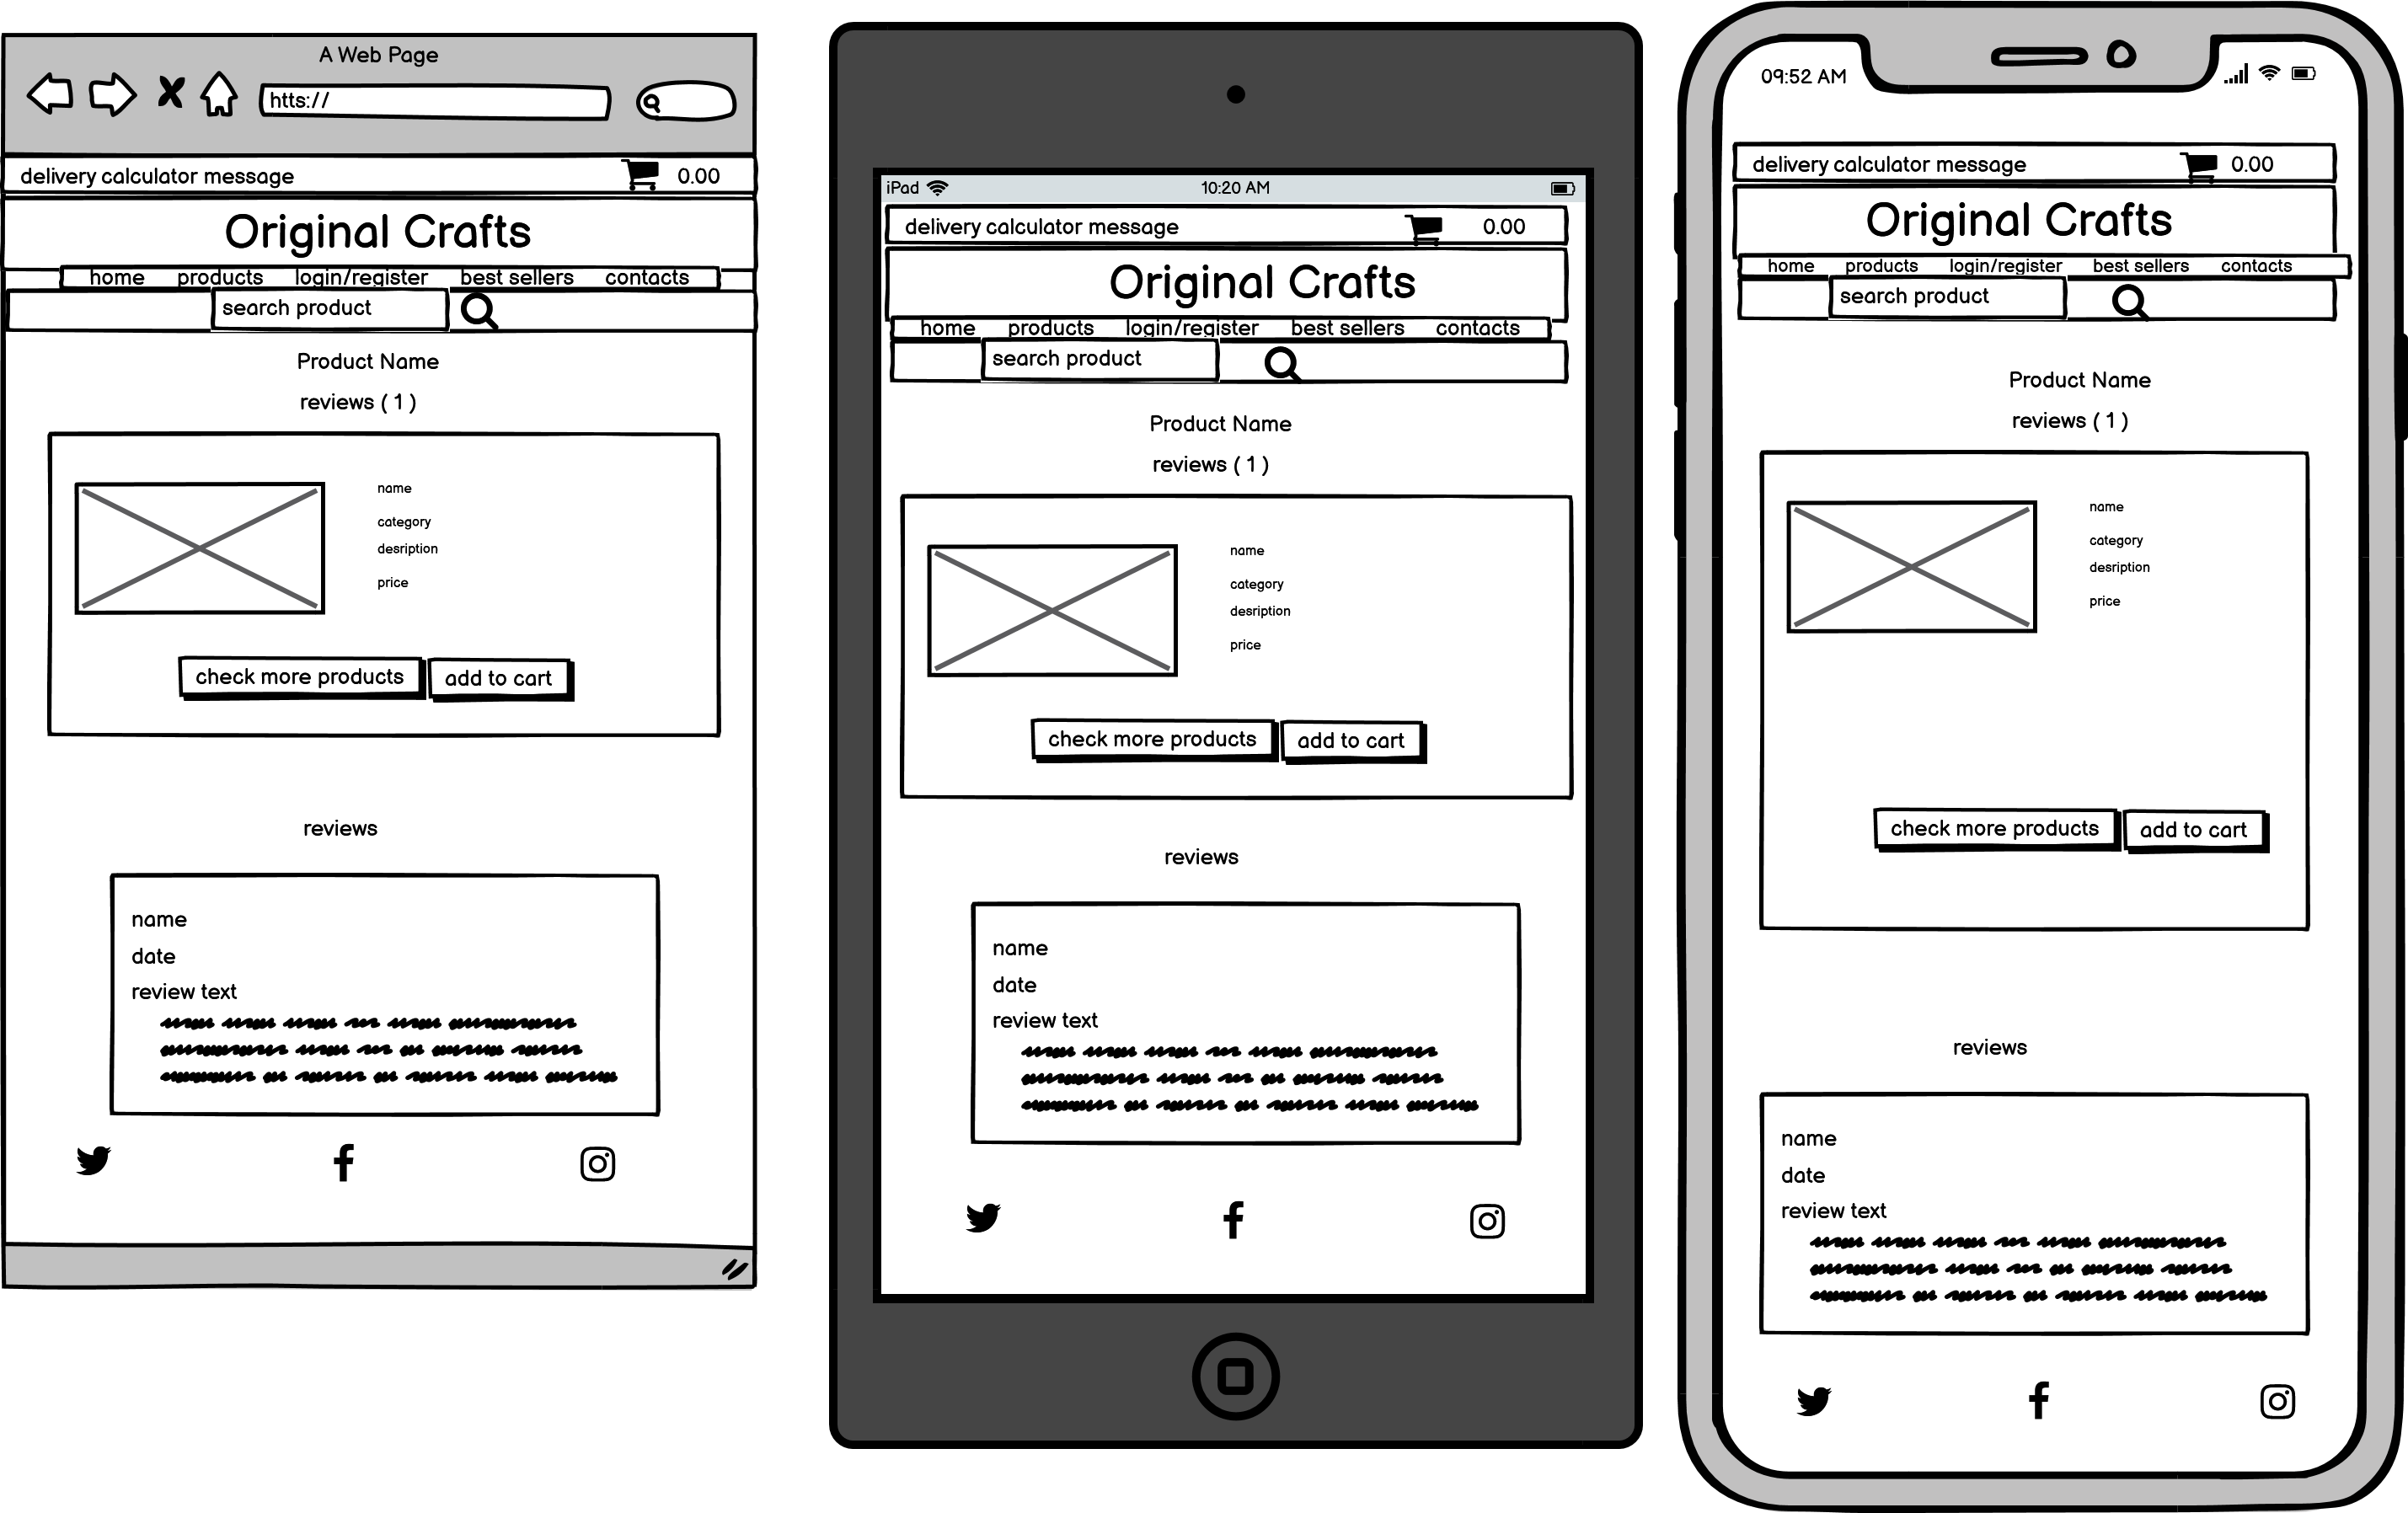 A Web Page
htts://
delivery calculator message 0.00
Original Crafts
home products login/register best sellers contacts
search product
Product Name
reviews ( 1 )
name
category
desription
price
check more products add to cart
reviews
name
date
review text
iPad 10:20 AM
delivery calculator message 0.00
Original Crafts
home products login/register best sellers contacts
search product
Product Name
reviews ( 1 )
name
category
desription
price
check more products add to cart
reviews
name
date
review text
09:52 AM
delivery calculator message 0.00
Original Crafts
home products login/register best sellers contacts
search product
Product Name
reviews ( 1 )
name
category
desription
price
check more products add to cart
reviews
name
date
review text